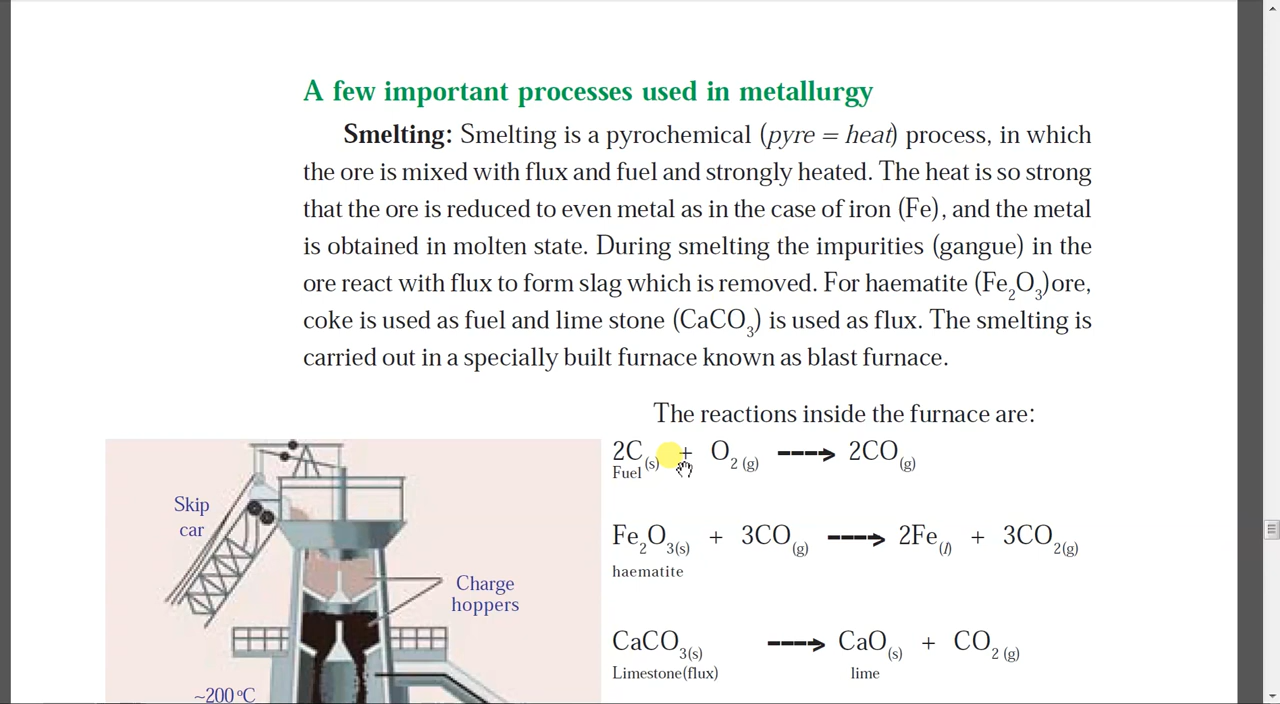 A few important processes used in metallurgy
Smelting: Smelting is a pyrochemical (pyre = heat) process, in which
the ore is mixed with flux and fuel and strongly heated. The heat is so strong
that the ore is reduced to even metal as in the case of iron (Fe), and the metal
is obtained in molten state. During smelting the impurities (gangue) in the
ore react with flux to form slag which is removed. For haematite (Fe₂O₃)ore,
coke is used as fuel and lime stone (CaCO₃) is used as flux. The smelting is
carried out in a specially built furnace known as blast furnace.
The reactions inside the furnace are:
2C(s) + O₂ (g) ----> 2CO(g)
Fuel
Fe₂O₃(s) + 3CO(g) ----> 2Fe(l) + 3CO₂(g)
haematite
CaCO₃(s) ----> CaO(s) + CO₂ (g)
Limestone(flux) lime
Skip
car
Charge
hoppers
~200 °C